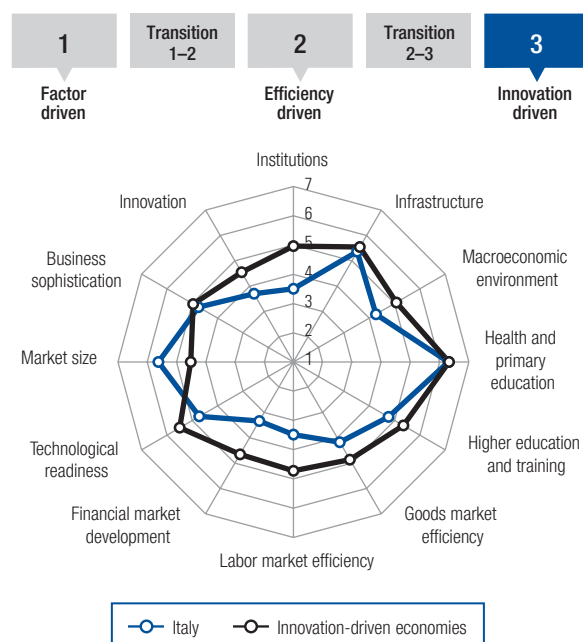 1
Transition
1–2
2
Transition
2–3
3
Factor
driven
Efficiency
driven
Innovation
driven
Institutions
7
6
5
4
3
2
1
Infrastructure
Macroeconomic
environment
Health and
primary
education
Higher education
and training
Goods market
efficiency
Labor market efficiency
Financial market
development
Technological
readiness
Market size
Business
sophistication
Innovation
Italy
Innovation-driven economies